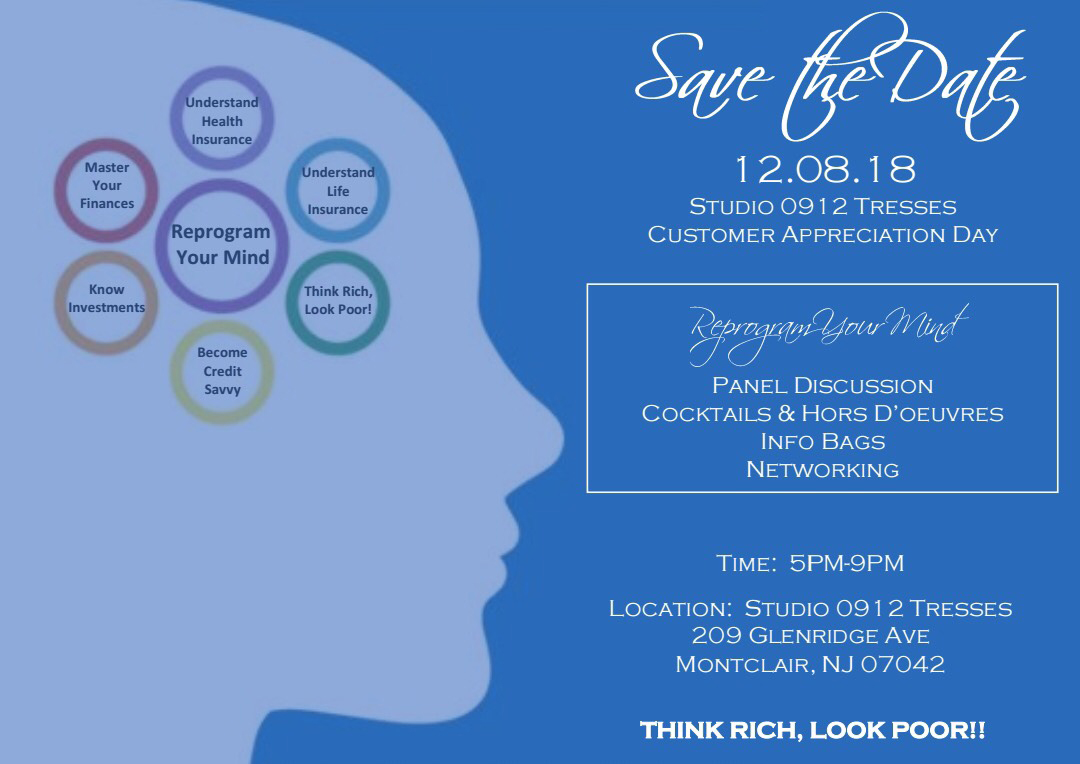 Understand
Health
Insurance
Master
Your
Finances
Understand
Life
Insurance
Reprogram
Your Mind
Know
Investments
Think Rich,
Look Poor!
Become
Credit
Savvy
Save the Date
12.08.18
Studio 0912 Tresses
Customer Appreciation Day
Reprogram Your Mind
Panel Discussion
Cocktails & Hors D'oeuvres
Info Bags
Networking
Time: 5PM-9PM
Location: Studio 0912 Tresses
209 Glenridge Ave
Montclair, NJ 07042
THINK RICH, LOOK POOR!!